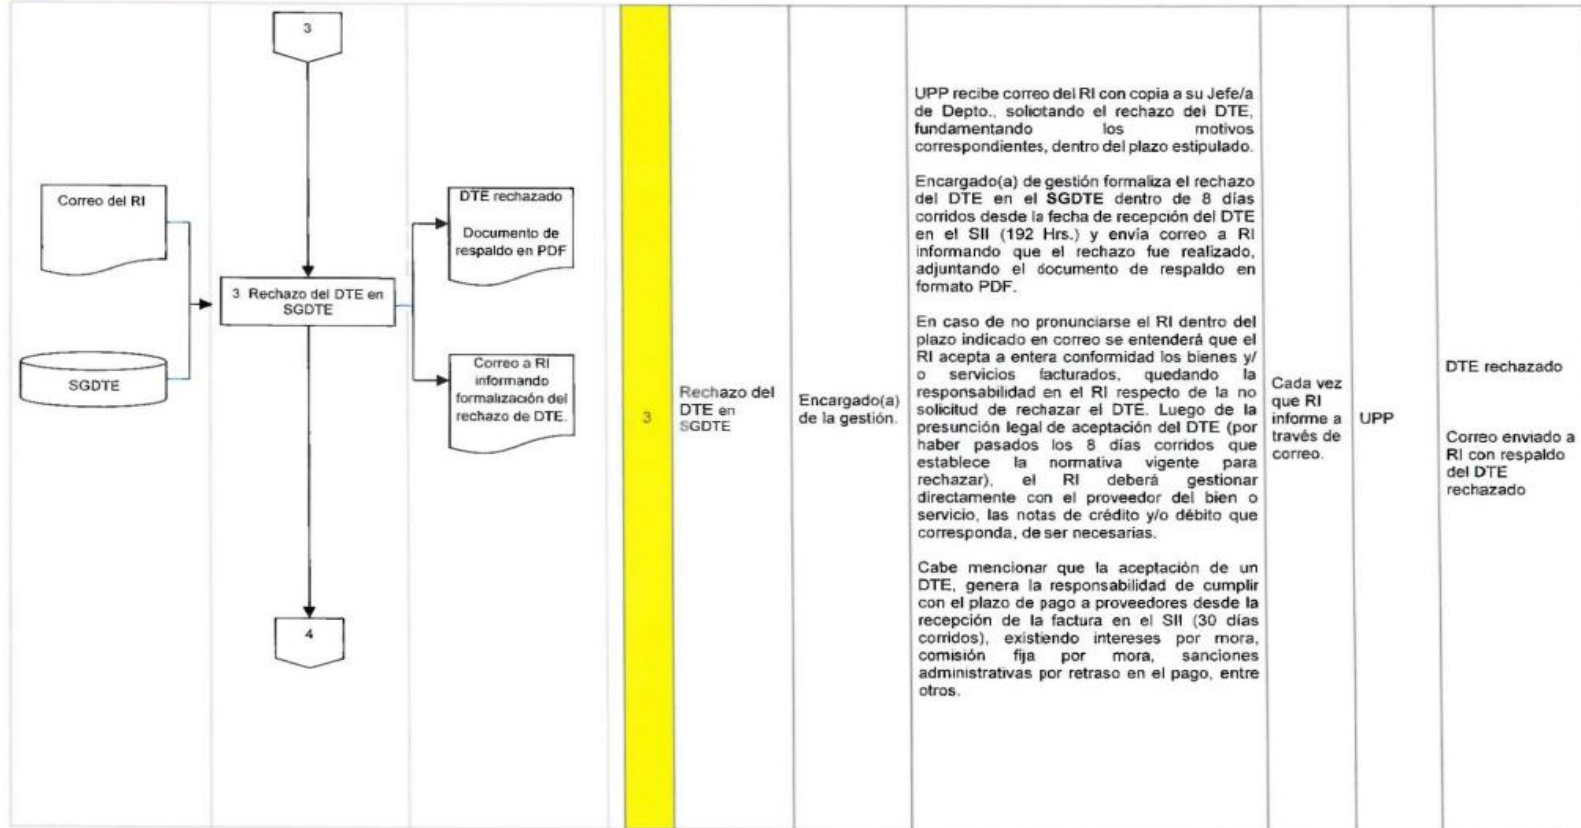 3
Correo del RI
SGDTE
3 Rechazo del DTE en
SGDTE
DTE rechazado
Documento de
respaldo en PDF
Correo a RI
informando
formalización del
rechazo de DTE.
4
3
Rechazo del
DTE en
SGDTE
Encargado(a)
de la gestión.
UPP recibe correo del RI con copia a su Jefe/a
de Depto., solicitando el rechazo del DTE,
fundamentando los motivos
correspondientes, dentro del plazo estipulado.
Encargado(a) de gestión formaliza el rechazo
del DTE en el SGDTE dentro de 8 días
corridos desde la fecha de recepción del DTE
en el SII (192 Hrs.) y envía correo a RI
informando que el rechazo fue realizado,
adjuntando el documento de respaldo en
formato PDF.
En caso de no pronunciarse el RI dentro del
plazo indicado en correo se entenderá que el
RI acepta a entera conformidad los bienes y/
o servicios facturados, quedando la
responsabilidad en el RI respecto de la no
solicitud de rechazar el DTE. Luego de la
presunción legal de aceptación del DTE (por
haber pasados los 8 días corridos que
establece la normativa vigente para
rechazar), el RI deberá gestionar
directamente con el proveedor del bien o
servicio, las notas de crédito y/o débito que
corresponda, de ser necesarias.
Cabe mencionar que la aceptación de un
DTE, genera la responsabilidad de cumplir
con el plazo de pago a proveedores desde la
recepción de la factura en el SII (30 días
corridos), existiendo intereses por mora,
comisión fija por mora, sanciones
administrativas por retraso en el pago, entre
otros.
Cada vez
que RI
informe a
través de
correo.
UPP
DTE rechazado
Correo enviado a
RI con respaldo
del DTE
rechazado